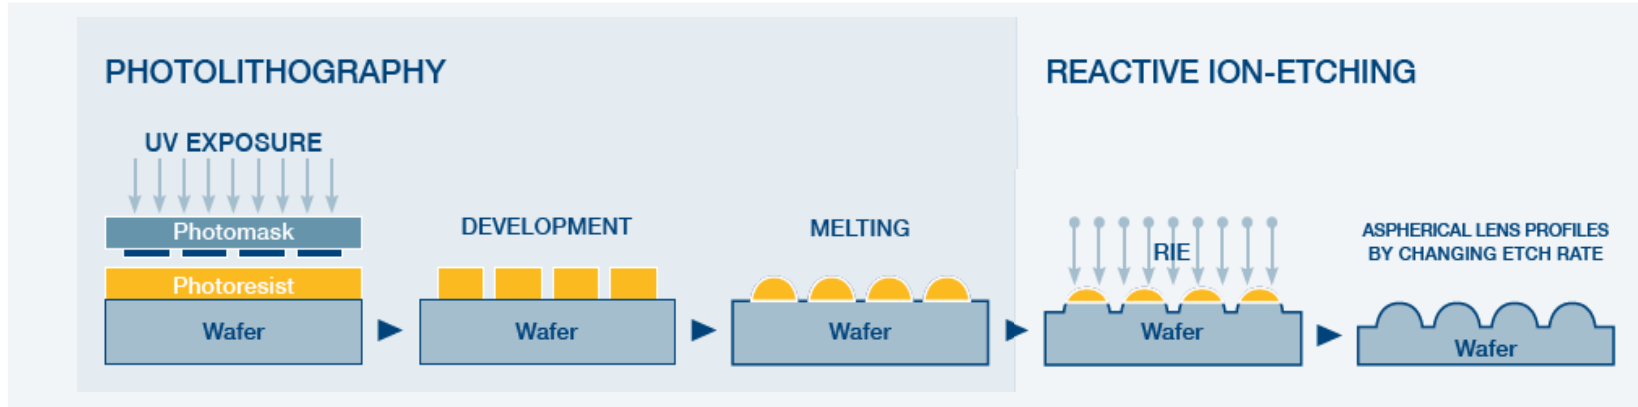 PHOTOLITHOGRAPHY
REACTIVE ION-ETCHING
UV EXPOSURE
Photomask
Photoresist
Wafer
DEVELOPMENT
Wafer
MELTING
Wafer
RIE
Wafer
ASPHERICAL LENS PROFILES
BY CHANGING ETCH RATE
Wafer